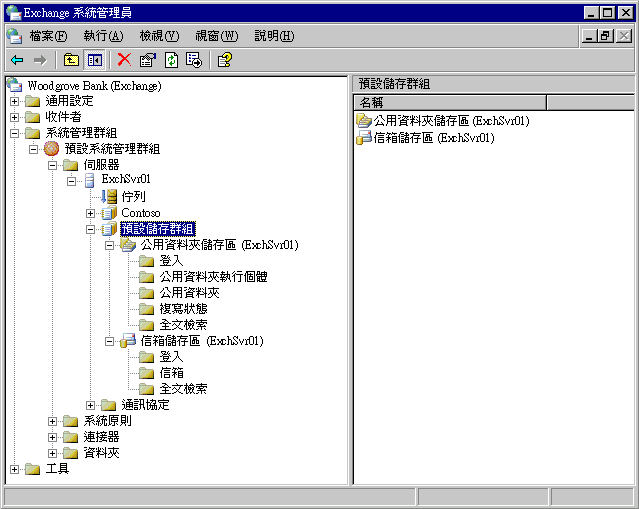 Exchange 系統管理員
檔案(F) 執行(A) 檢視(V) 視窗(W) 說明(H)
Woodgrove Bank (Exchange)
通用設定
收件者
系統管理群組
預設系統管理群組
伺服器
ExchSvr01
佇列
Contoso
預設儲存群組
公用資料夾儲存區 (ExchSvr01)
登入
公用資料夾執行個體
公用資料夾
複寫狀態
全文檢索
信箱儲存區 (ExchSvr01)
登入
信箱
全文檢索
通訊協定
系統原則
連接器
資料夾
工具
預設儲存群組
名稱
公用資料夾儲存區 (ExchSvr01)
信箱儲存區 (ExchSvr01)